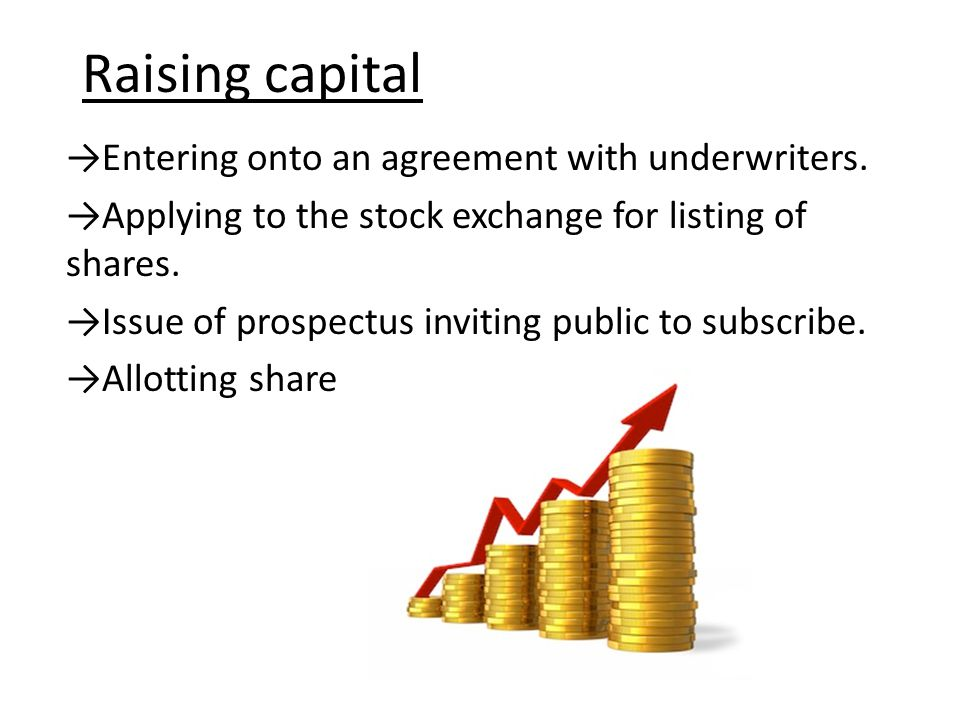 Raising capital
→Entering onto an agreement with underwriters.
→Applying to the stock exchange for listing of
shares.
→Issue of prospectus inviting public to subscribe.
→Allotting share